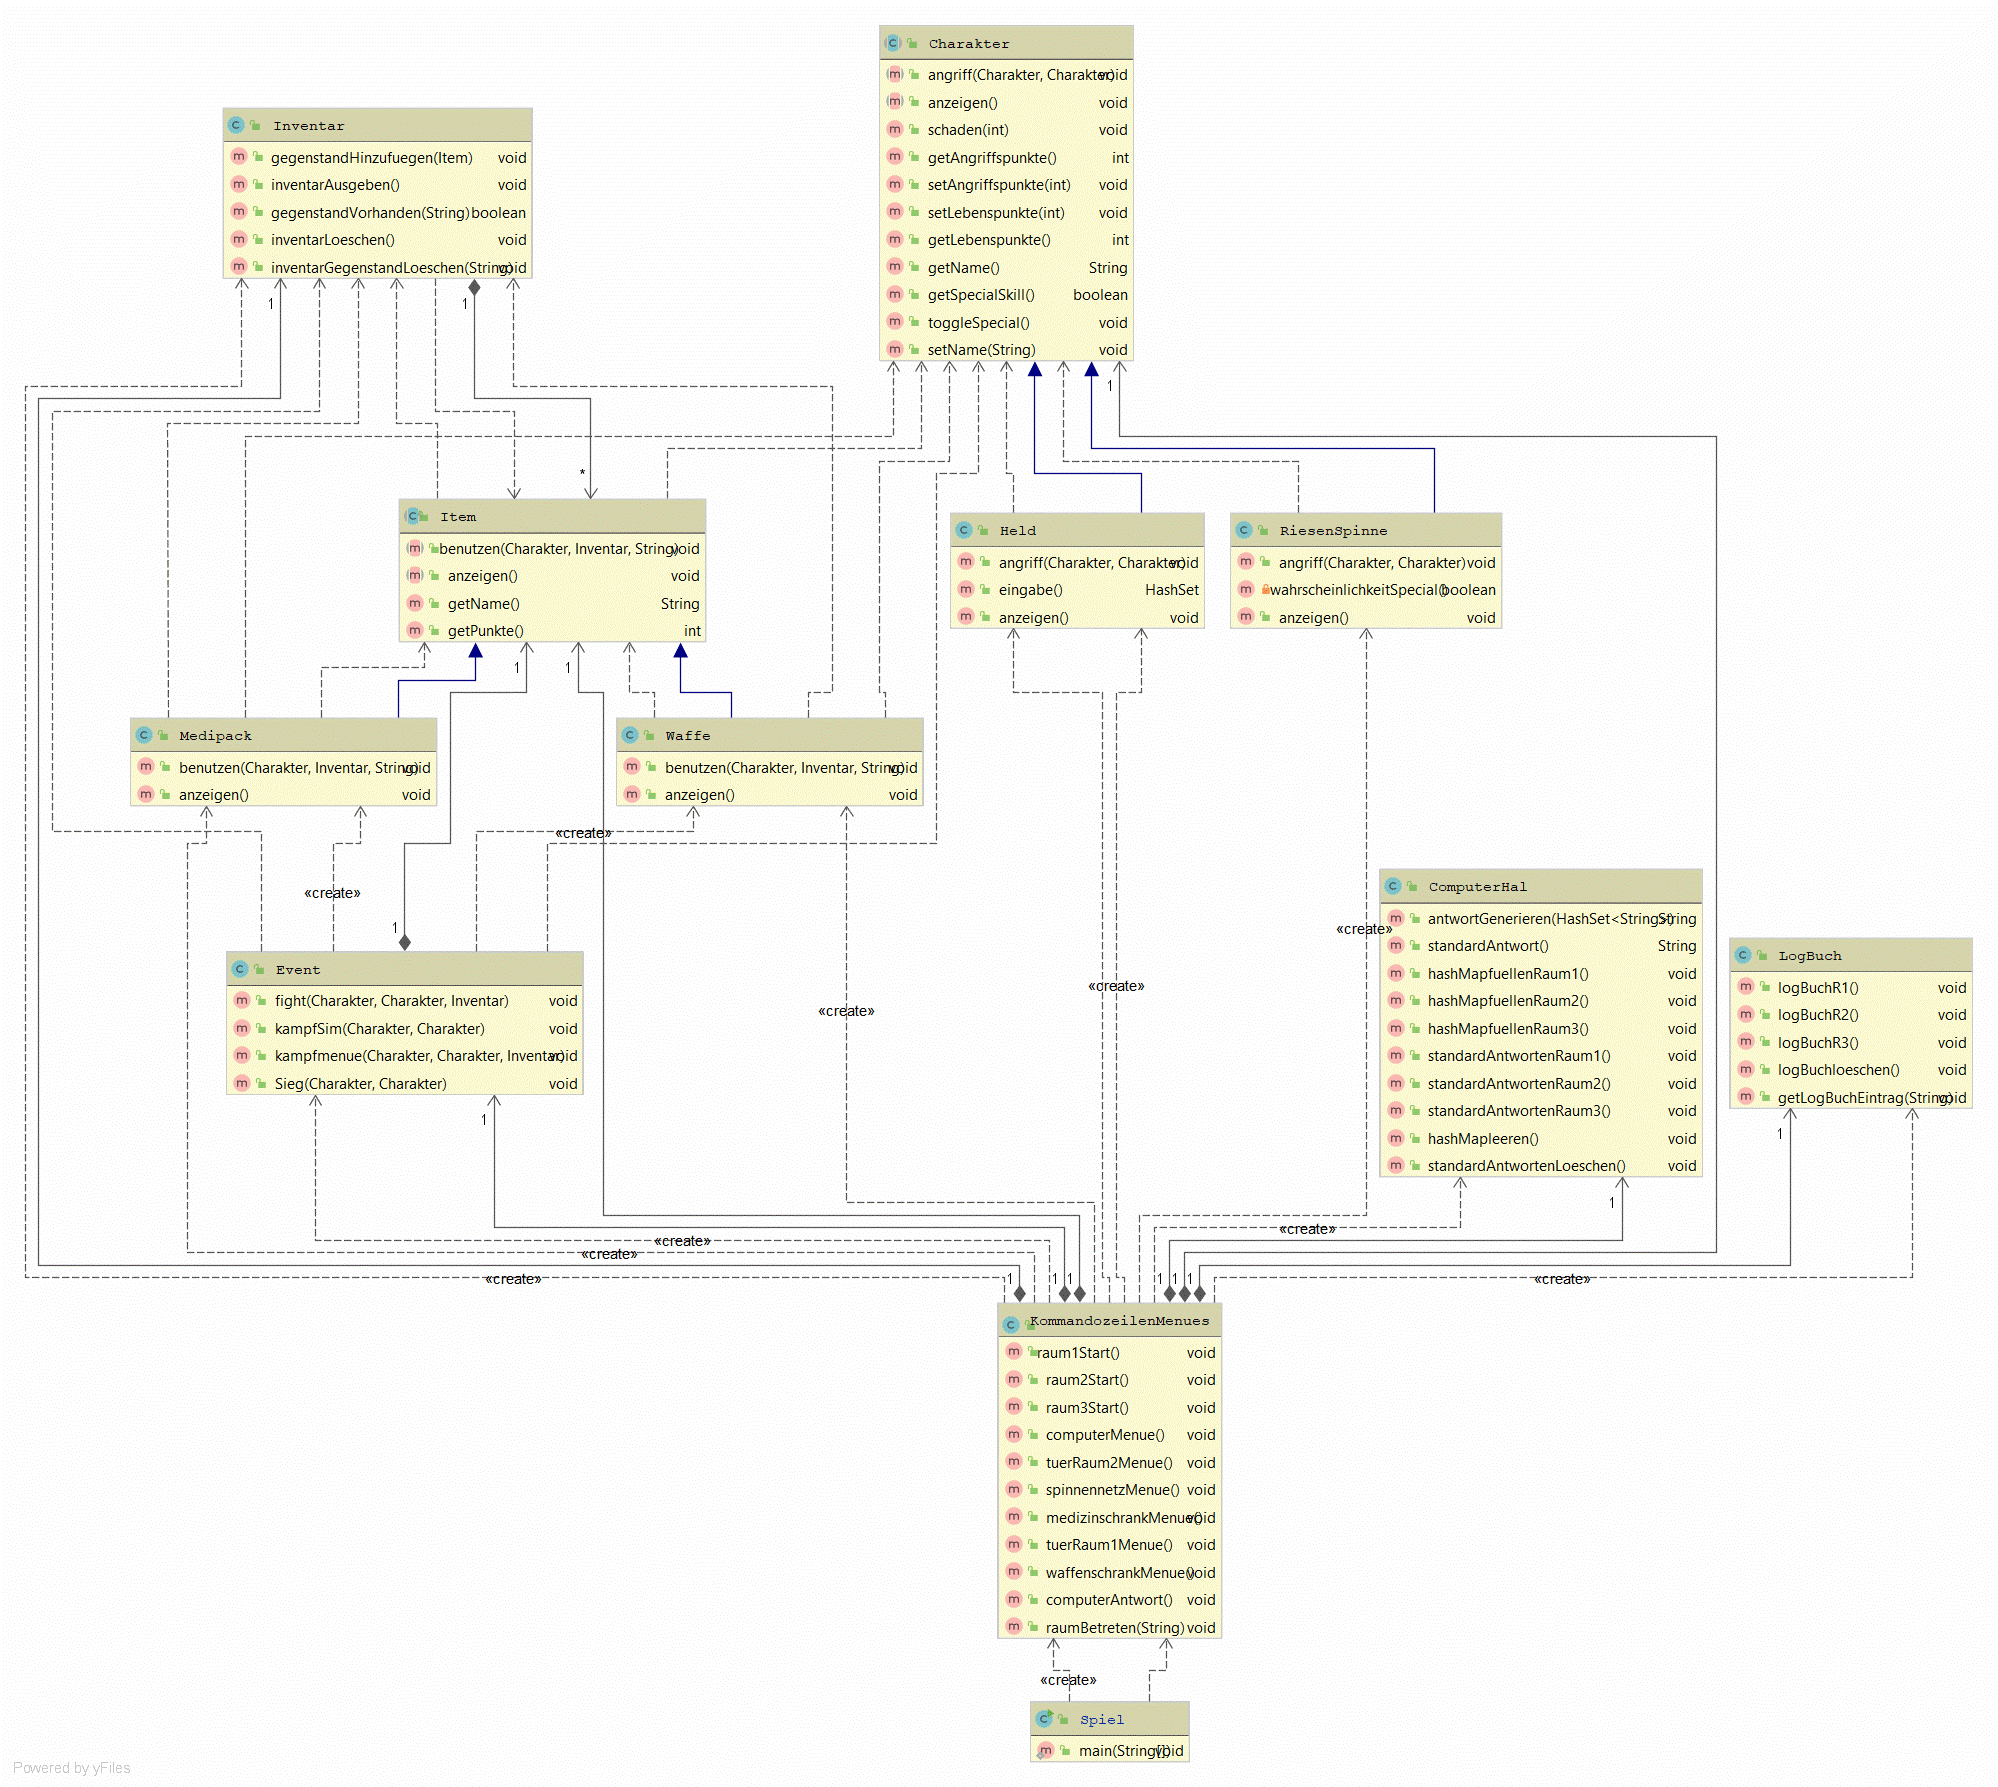 Charakter
angriff(Charakter, Charakter) void
anzeigen() void
schaden(int) void
getAngriffspunkte() int
setAngriffspunkte(int) void
setLebenspunkte(int) void
getLebenspunkte() int
getName() String
getSpecialSkill() boolean
toggleSpecial() void
setName(String) void
1
Inventar
gegenstandHinzufuegen(Item) void
inventarAusgeben() void
gegenstandVorhanden(String) boolean
inventarLoeschen() void
inventarGegenstandLoeschen(String) void
1
1
*
Item
benutzen(Charakter, Inventar, String) void
anzeigen() void
getName() String
getPunkte() int
1
1
Held
angriff(Charakter, Charakter) void
eingabe() HashSet
anzeigen() void
RiesenSpinne
angriff(Charakter, Charakter) void
wahrscheinlichkeitSpecial() boolean
anzeigen() void
Medipack
benutzen(Charakter, Inventar, String) void
anzeigen() void
Waffe
benutzen(Charakter, Inventar, String) void
anzeigen() void
«create»
«create»
«create»
«create»
«create»
1
Event
fight(Charakter, Charakter, Inventar) void
kampfSim(Charakter, Charakter) void
kampfmenue(Charakter, Charakter, Inventar) void
Sieg(Charakter, Charakter) void
1
ComputerHal
antwortGenerieren(HashSet<String>) String
standardAntwort() String
hashMapfuellenRaum1() void
hashMapfuellenRaum2() void
hashMapfuellenRaum3() void
standardAntwortenRaum1() void
standardAntwortenRaum2() void
standardAntwortenRaum3() void
hashMapleeren() void
standardAntwortenLoeschen() void
1
LogBuch
logBuchR1() void
logBuchR2() void
logBuchR3() void
logBuchloeschen() void
getLogBuchEintrag(String) void
1
«create»
«create»
«create»
«create»
«create»
1
1
1
1
1
1
KommandozeilenMenues
raum1Start() void
raum2Start() void
raum3Start() void
computerMenue() void
tuerRaum2Menue() void
spinnennetzMenue() void
medizinschrankMenue() void
tuerRaum1Menue() void
waffenschrankMenue() void
computerAntwort() void
raumBetreten(String) void
«create»
Spiel
main(String[]) void
Powered by yFiles